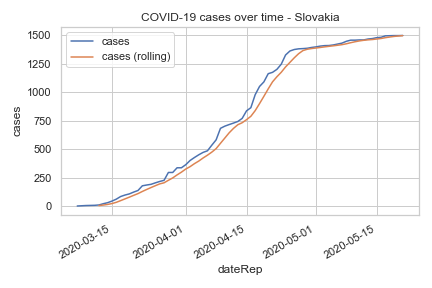 COVID-19 cases over time - Slovakia
cases
cases (rolling)
1500
1250
1000
750
500
250
0
cases
2020-03-15
2020-04-01
2020-04-15
2020-05-01
2020-05-15
dateRep